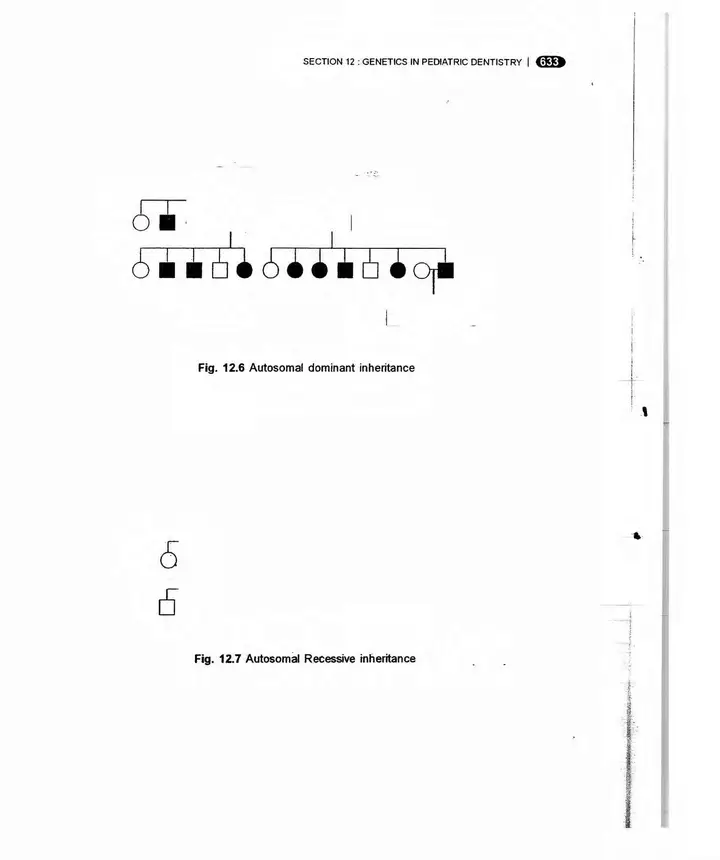 SECTION 12 : GENETICS IN PEDIATRIC DENTISTRY | 633
Fig. 12.6 Autosomal dominant inheritance
Fig. 12.7 Autosomal Recessive inheritance